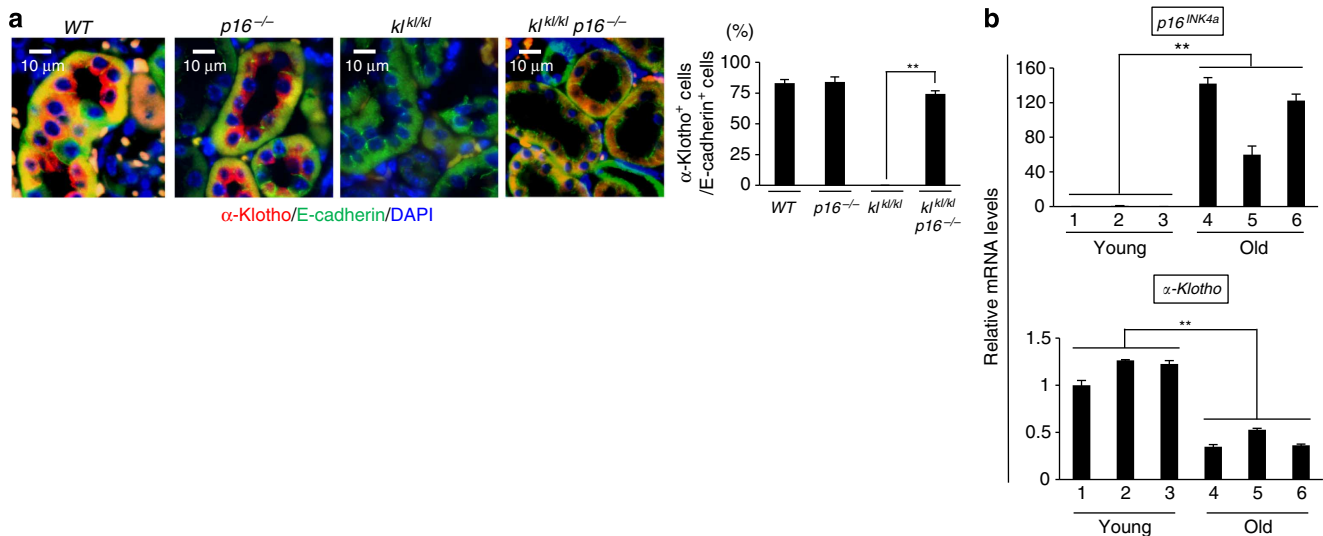 a
WT
p16⁻/⁻
kl^kl/kl
kl^kl/kl p16⁻/⁻
10 μm
10 μm
10 μm
10 μm
α-Klotho/E-cadherin/DAPI
(%)
α-Klotho⁺ cells
/E-cadherin⁺ cells
100
75
50
25
0
**
WT
p16⁻/⁻
kl^kl/kl
kl^kl/kl
p16⁻/⁻
b
Relative mRNA levels
p16^INK4a
**
160
120
80
40
0
1 2 3 4 5 6
Young Old
α-Klotho
**
1.5
1
0.5
0
1 2 3 4 5 6
Young Old